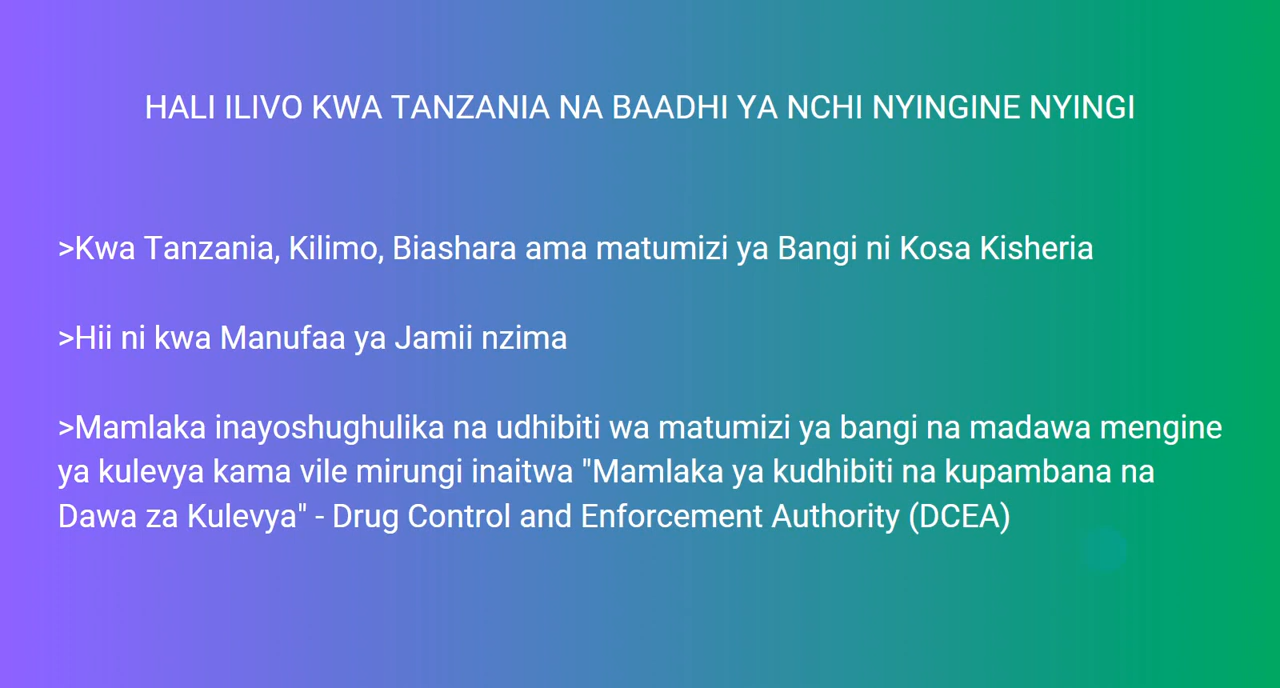 HALI ILIVO KWA TANZANIA NA BAADHI YA NCHI NYINGINE NYINGI
>Kwa Tanzania, Kilimo, Biashara ama matumizi ya Bangi ni Kosa Kisheria
>Hii ni kwa Manufaa ya Jamii nzima
>Mamlaka inayoshughulika na udhibiti wa matumizi ya bangi na madawa mengine
ya kulevya kama vile mirungi inaitwa "Mamlaka ya kudhibiti na kupambana na
Dawa za Kulevya" - Drug Control and Enforcement Authority (DCEA)